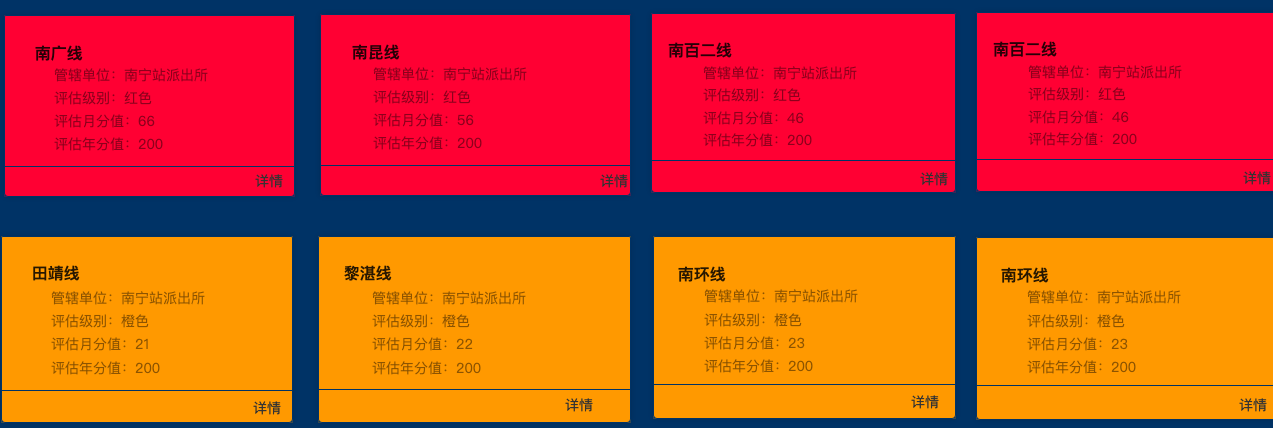 南广线
管辖单位：南宁站派出所
评估级别：红色
评估月分值：66
评估年分值：200
详情
南昆线
管辖单位：南宁站派出所
评估级别：红色
评估月分值：56
评估年分值：200
详情
南百二线
管辖单位：南宁站派出所
评估级别：红色
评估月分值：46
评估年分值：200
详情
南百二线
管辖单位：南宁站派出所
评估级别：红色
评估月分值：46
评估年分值：200
详情
田靖线
管辖单位：南宁站派出所
评估级别：橙色
评估月分值：21
评估年分值：200
详情
黎湛线
管辖单位：南宁站派出所
评估级别：橙色
评估月分值：22
评估年分值：200
详情
南环线
管辖单位：南宁站派出所
评估级别：橙色
评估月分值：23
评估年分值：200
详情
南环线
管辖单位：南宁站派出所
评估级别：橙色
评估月分值：23
评估年分值：200
详情